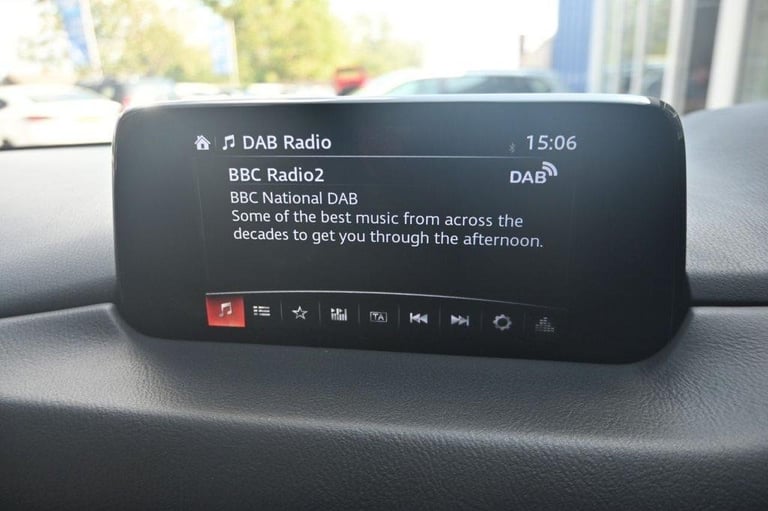 DAB Radio
15:06
BBC Radio2
DAB
BBC National DAB
Some of the best music from across the
decades to get you through the afternoon.
TA